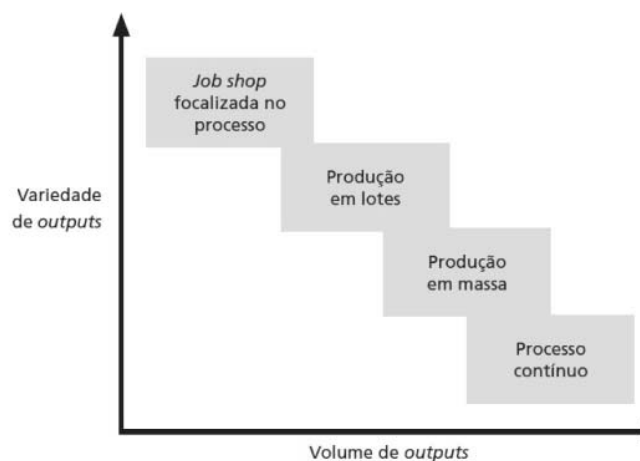 Job shop
focalizada no
processo
Produção
em lotes
Variedade
de outputs
Produção
em massa
Processo
contínuo
Volume de outputs